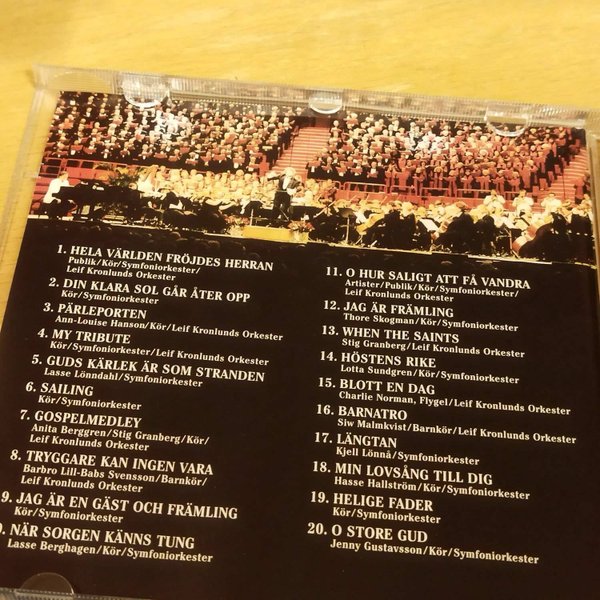 1. HELA VÄRLDEN FRÖJDES HERRAN
Publik/Kör/Symfoniorkester/
Leif Kronlunds Orkester
2. DIN KLARA SOL GÅR ÅTER OPP
Kör/Symfoniorkester
3. PÄRLEPORTEN
Ann-Louise Hanson/Kör/Leif Kronlunds Orkester
4. MY TRIBUTE
Kör/Symfoniorkester/Leif Kronlunds Orkester
5. GUDS KÄRLEK ÄR SOM STRANDEN
Lasse Lönndahl/Symfoniorkester
6. SAILING
Kör/Symfoniorkester
7. GOSPELMEDLEY
Anita Berggren/Stig Granberg/Kör/
Leif Kronlunds Orkester
8. TRYGGARE KAN INGEN VARA
Barbro Lill-Babs Svensson/Barnkör/
Leif Kronlunds Orkester
9. JAG ÄR EN GÄST OCH FRÄMLING
Kör/Symfoniorkester
0. NÄR SORGEN KÄNNS TUNG
Lasse Berghagen/Kör/Symfoniorkester
11. O HUR SALIGT ATT FÅ VANDRA
Artister/Publik/Kör/Symfoniorkester/
Leif Kronlunds Orkester
12. JAG ÄR FRÄMLING
Thore Skogman/Kör/Symfoniorkester
13. WHEN THE SAINTS
Stig Granberg/Leif Kronlunds Orkester
14. HÖSTENS RIKE
Lotta Sundgren/Kör/Symfoniorkester
15. BLOTT EN DAG
Charlie Norman, Flygel/Leif Kronlunds Orkester
16. BARNATRO
Siw Malmkvist/Barnkör/Leif Kronlunds Orkester
17. LÄNGTAN
Kjell Lönnå/Symfoniorkester
18. MIN LOVSÅNG TILL DIG
Hasse Hallström/Kör/Symfoniorkester
19. HELIGE FADER
Kör/Symfoniorkester
20. O STORE GUD
Jenny Gustavsson/Kör/Symfoniorkester